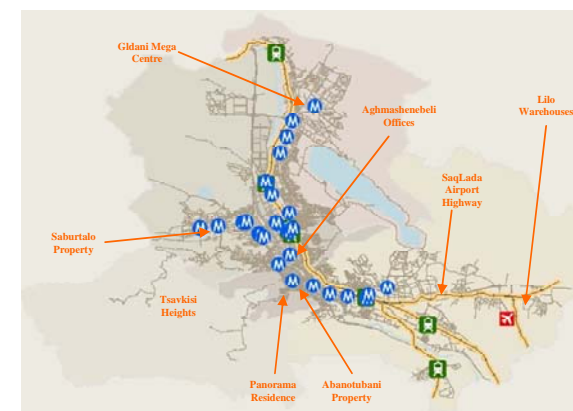 Gldani Mega
Centre
Aghmashenebeli
Offices
Lilo
Warehouses
SaqLada
Airport
Highway
Saburtalo
Property
Tsavkisi
Heights
Panorama
Residence
Abanotubani
Property